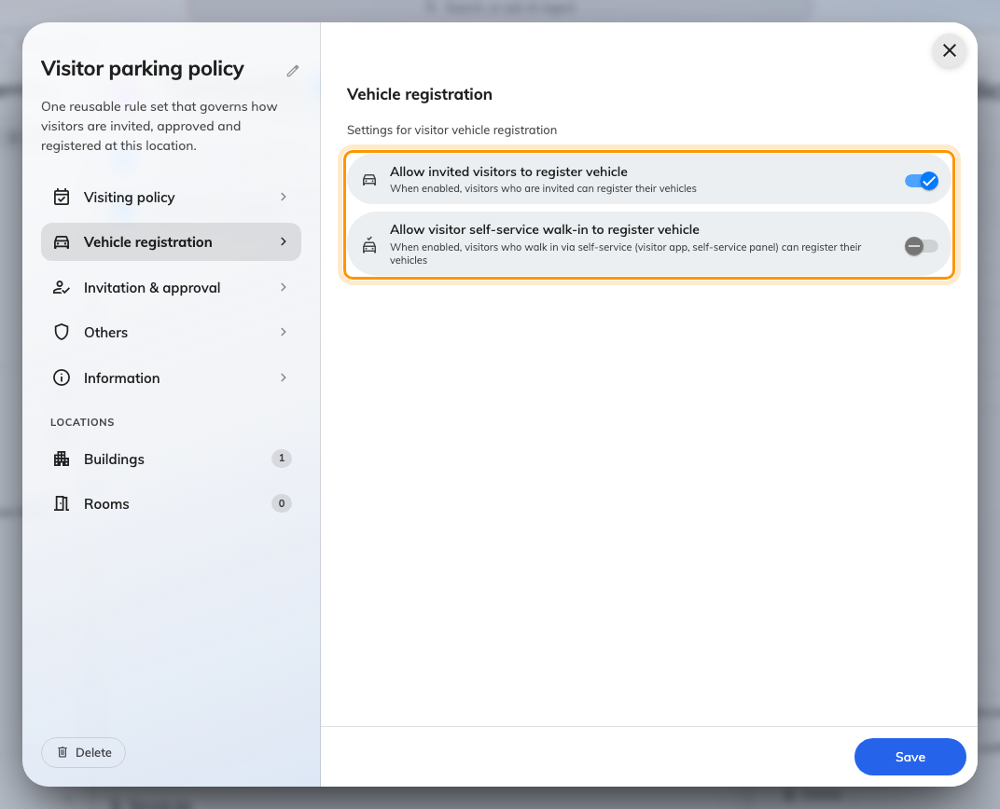 Visitor parking policy
One reusable rule set that governs how
visitors are invited, approved and
registered at this location.
Visiting policy
Vehicle registration
Invitation & approval
Others
Information
LOCATIONS
Buildings
1
Rooms
0
Delete
Vehicle registration
Settings for visitor vehicle registration
Allow invited visitors to register vehicle
When enabled, visitors who are invited can register their vehicles
Allow visitor self-service walk-in to register vehicle
When enabled, visitors who walk in via self-service (visitor app, self-service panel) can register their
vehicles
Save